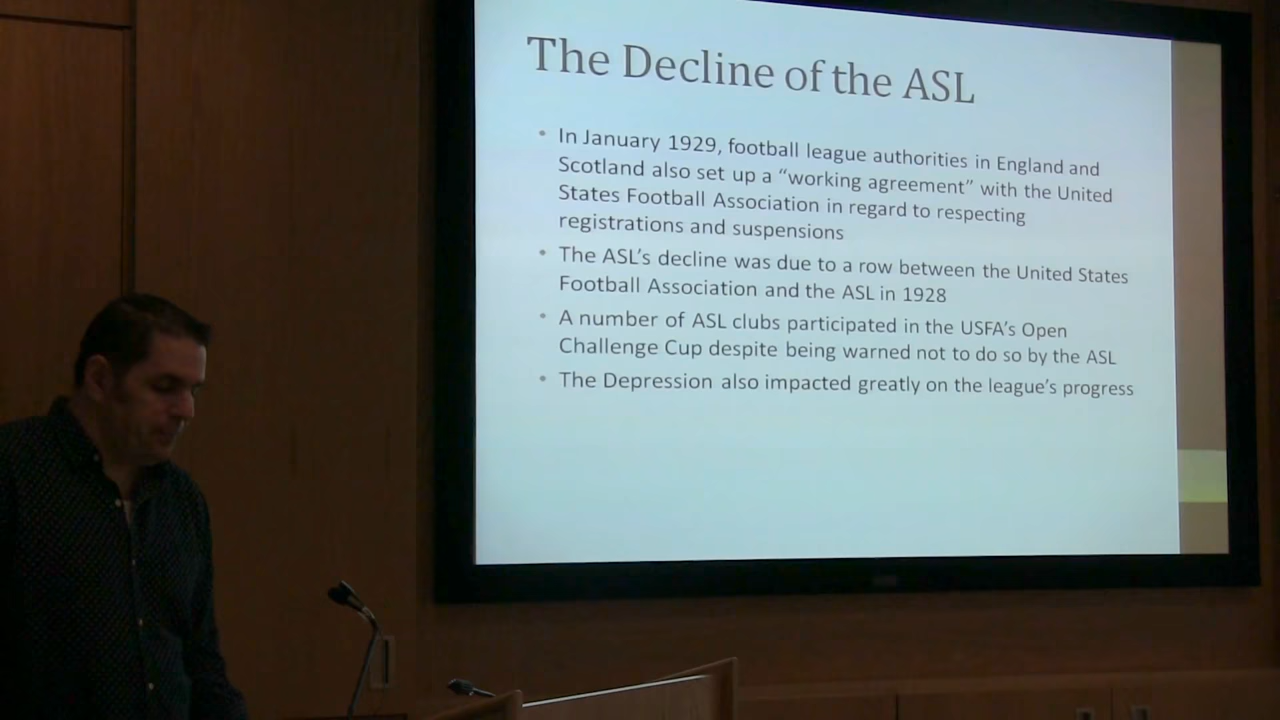 The Decline of the ASL
• In January 1929, football league authorities in England and
Scotland also set up a “working agreement” with the United
States Football Association in regard to respecting
registrations and suspensions
• The ASL’s decline was due to a row between the United States
Football Association and the ASL in 1928
• A number of ASL clubs participated in the USFA’s Open
Challenge Cup despite being warned not to do so by the ASL
• The Depression also impacted greatly on the league’s progress